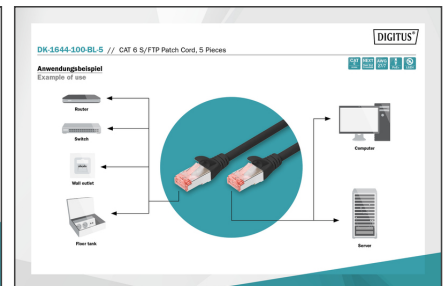 DIGITUS®
DK-1644-100-BL-5 // CAT 6 S/FTP Patch Cord, 5 Pieces
Anwendungsbeispiel
Example of use
Router
Switch
Wall outlet
Floor tank
Computer
Server